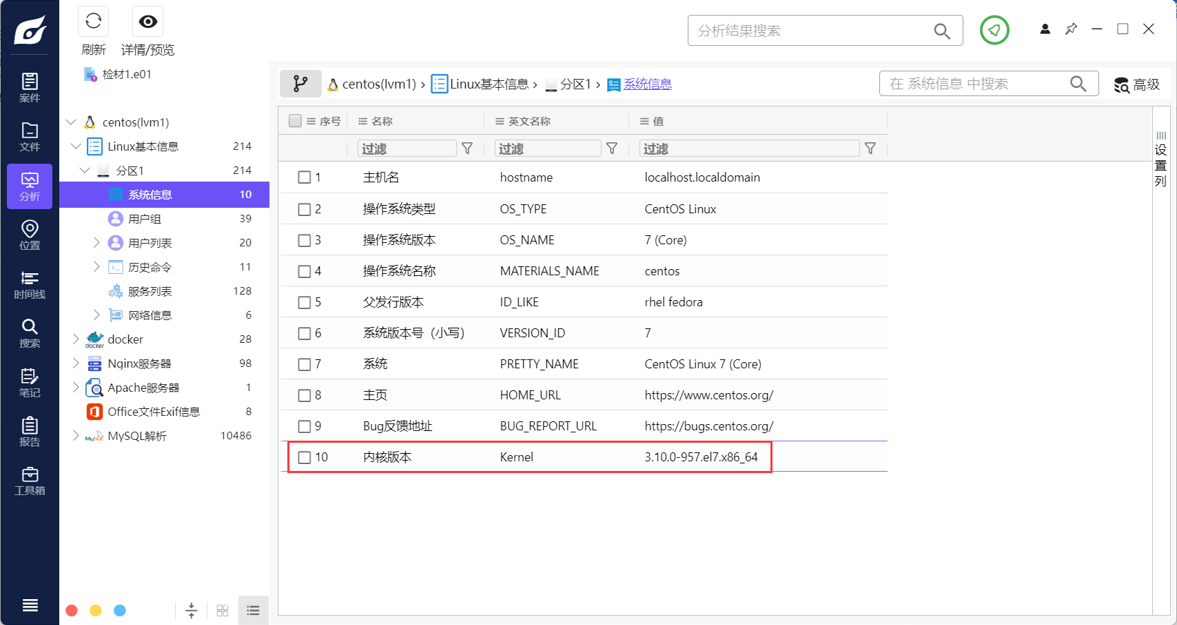 刷新 详情/预览
分析结果搜索
检材1.e01
案件
文件
分析
位置
时间线
搜索
笔记
报告
工具箱
centos(lvm1)
Linux基本信息 214
分区1 214
系统信息 10
用户组 39
用户列表 20
历史命令 11
服务列表 128
网络信息 6
docker 28
Nginx服务器 98
Apache服务器 1
Office文件Exif信息 8
MySQL解析 10486
centos(lvm1) › Linux基本信息 › 分区1 › 系统信息
在 系统信息 中搜索
高级
序号 名称 英文名称 值
过滤 过滤 过滤
1 主机名 hostname localhost.localdomain
2 操作系统类型 OS_TYPE CentOS Linux
3 操作系统版本 OS_NAME 7 (Core)
4 操作系统名称 MATERIALS_NAME centos
5 父发行版本 ID_LIKE rhel fedora
6 系统版本号（小写） VERSION_ID 7
7 系统 PRETTY_NAME CentOS Linux 7 (Core)
8 主页 HOME_URL https://www.centos.org/
9 Bug反馈地址 BUG_REPORT_URL https://bugs.centos.org/
10 内核版本 Kernel 3.10.0-957.el7.x86_64
设置列